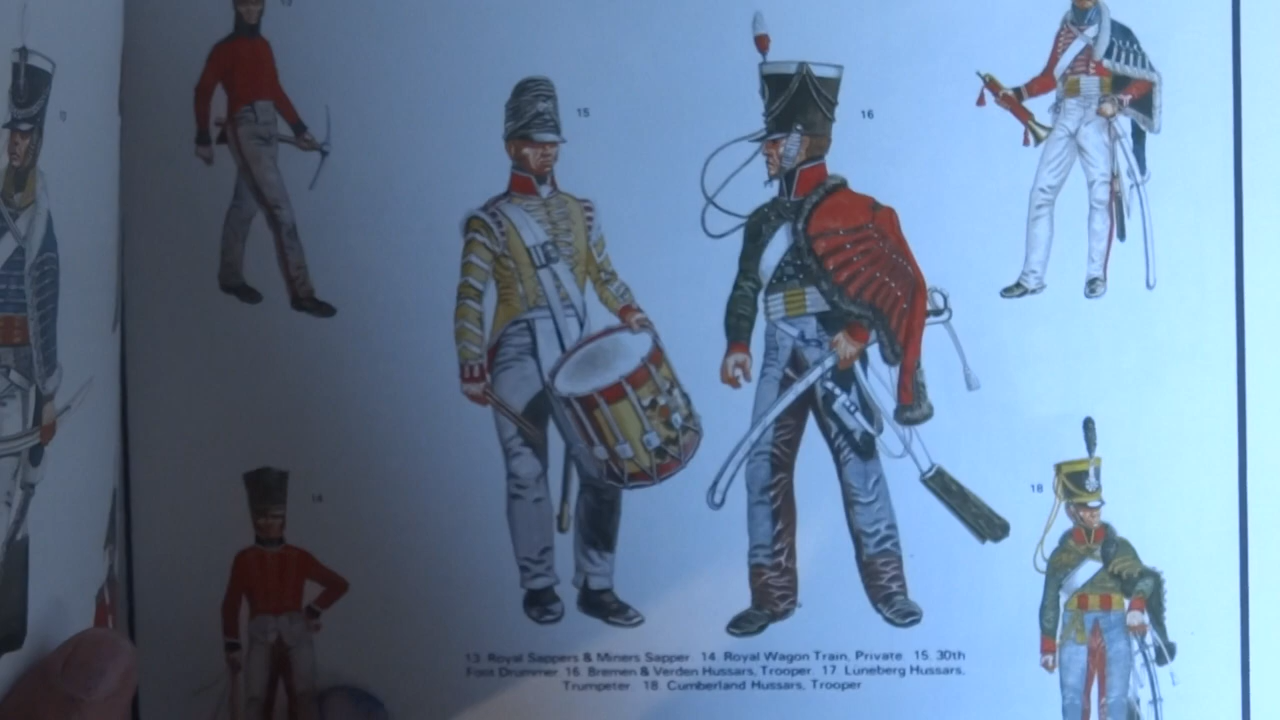 15
16
14
18
13. Royal Sappers & Miners Sapper. 14. Royal Wagon Train, Private. 15. 30th
Foot Drummer. 16. Bremen & Verden Hussars, Trooper. 17. Lüneberg Hussars,
Trumpeter. 18. Cumberland Hussars, Trooper